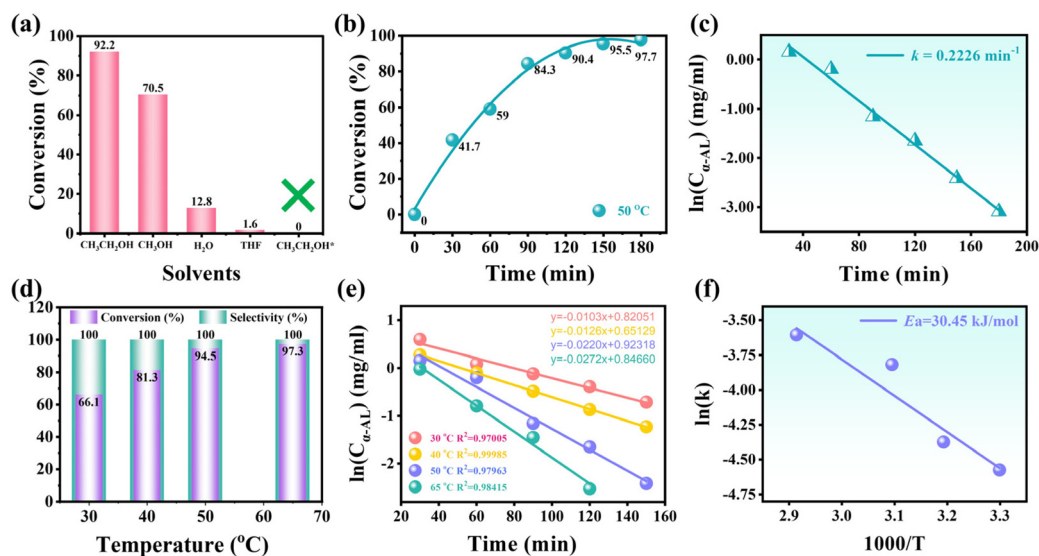 (a)
Conversion (%)
100
80
60
40
20
0
92.2
70.5
12.8
1.6
0
CH₃CH₂OH
CH₃OH
H₂O
THF
CH₃CH₂OH*
Solvents
(b)
Conversion (%)
100
80
60
40
20
0
0
41.7
59
84.3
90.4
95.5
97.7
50 °C
0
30
60
90
120
150
180
Time (min)
(c)
ln(Cα-AL) (mg/ml)
0.00
-1.00
-2.00
-3.00
k = 0.2226 min⁻¹
40
80
120
160
200
Time (min)
(d)
120
100
80
60
40
20
0
Conversion (%)
Selectivity (%)
100
100
100
100
66.1
81.3
94.5
97.3
30
40
50
60
70
Temperature (°C)
(e)
ln(Cα-AL) (mg/ml)
1
0
-1
-2
y=-0.0103x+0.82051
y=-0.0126x+0.65129
y=-0.0220x+0.92318
y=-0.0272x+0.84660
30 °C R²=0.97005
40 °C R²=0.99985
50 °C R²=0.97963
65 °C R²=0.98415
20
40
60
80
100
120
140
160
Time (min)
(f)
ln(k)
-3.50
-3.75
-4.00
-4.25
-4.50
-4.75
Ea=30.45 kJ/mol
2.9
3.0
3.1
3.2
3.3
1000/T